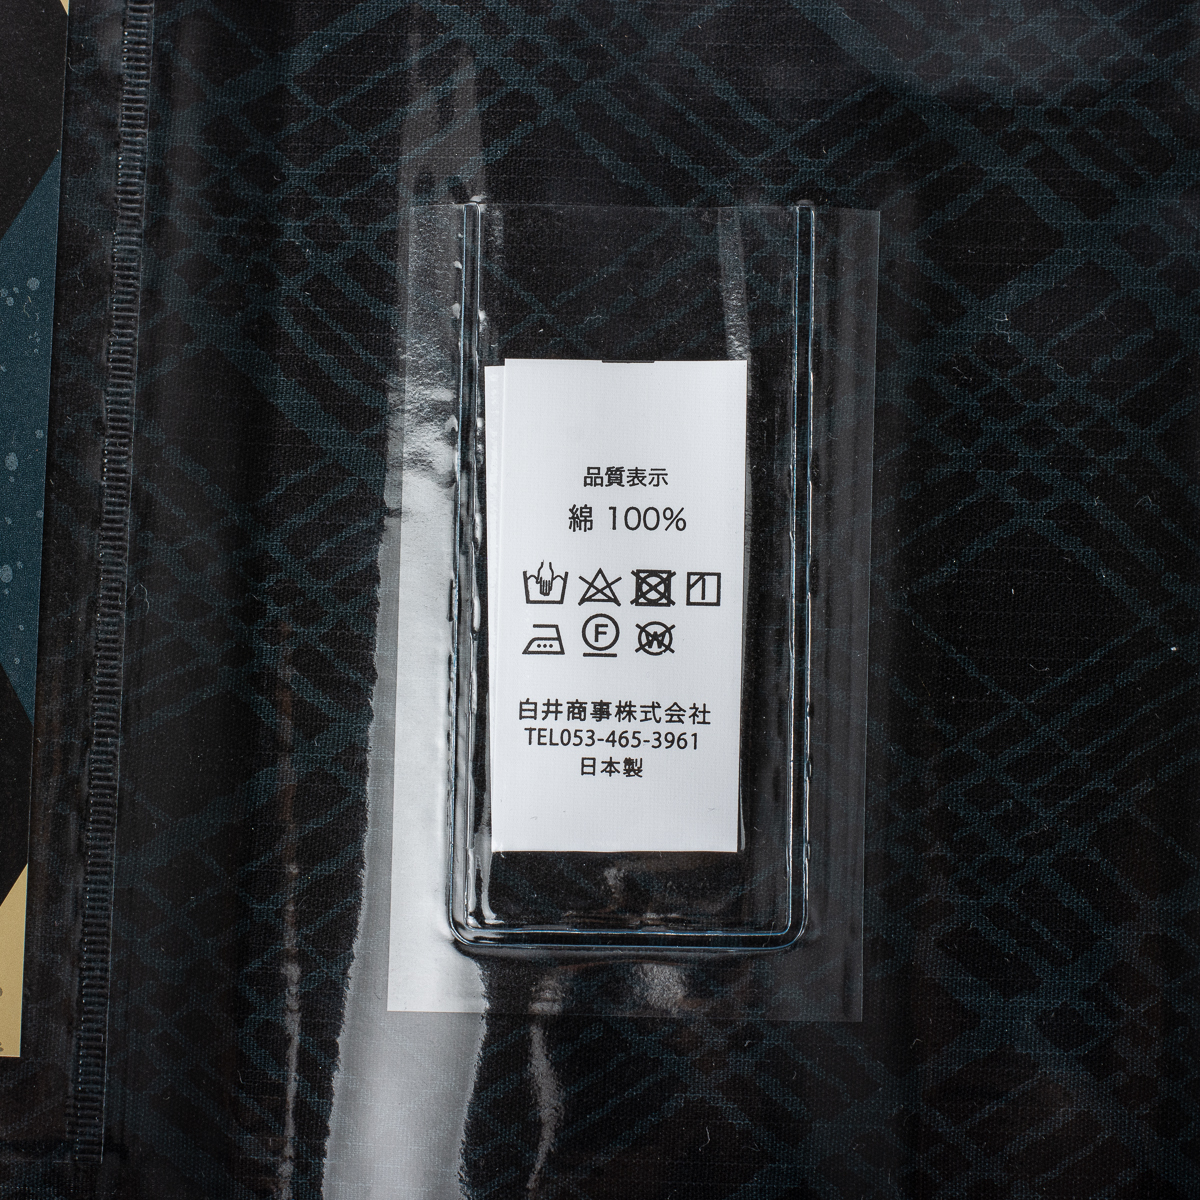 品質表示
綿 100%
F
W
白井商事株式会社
TEL053-465-3961
日本製